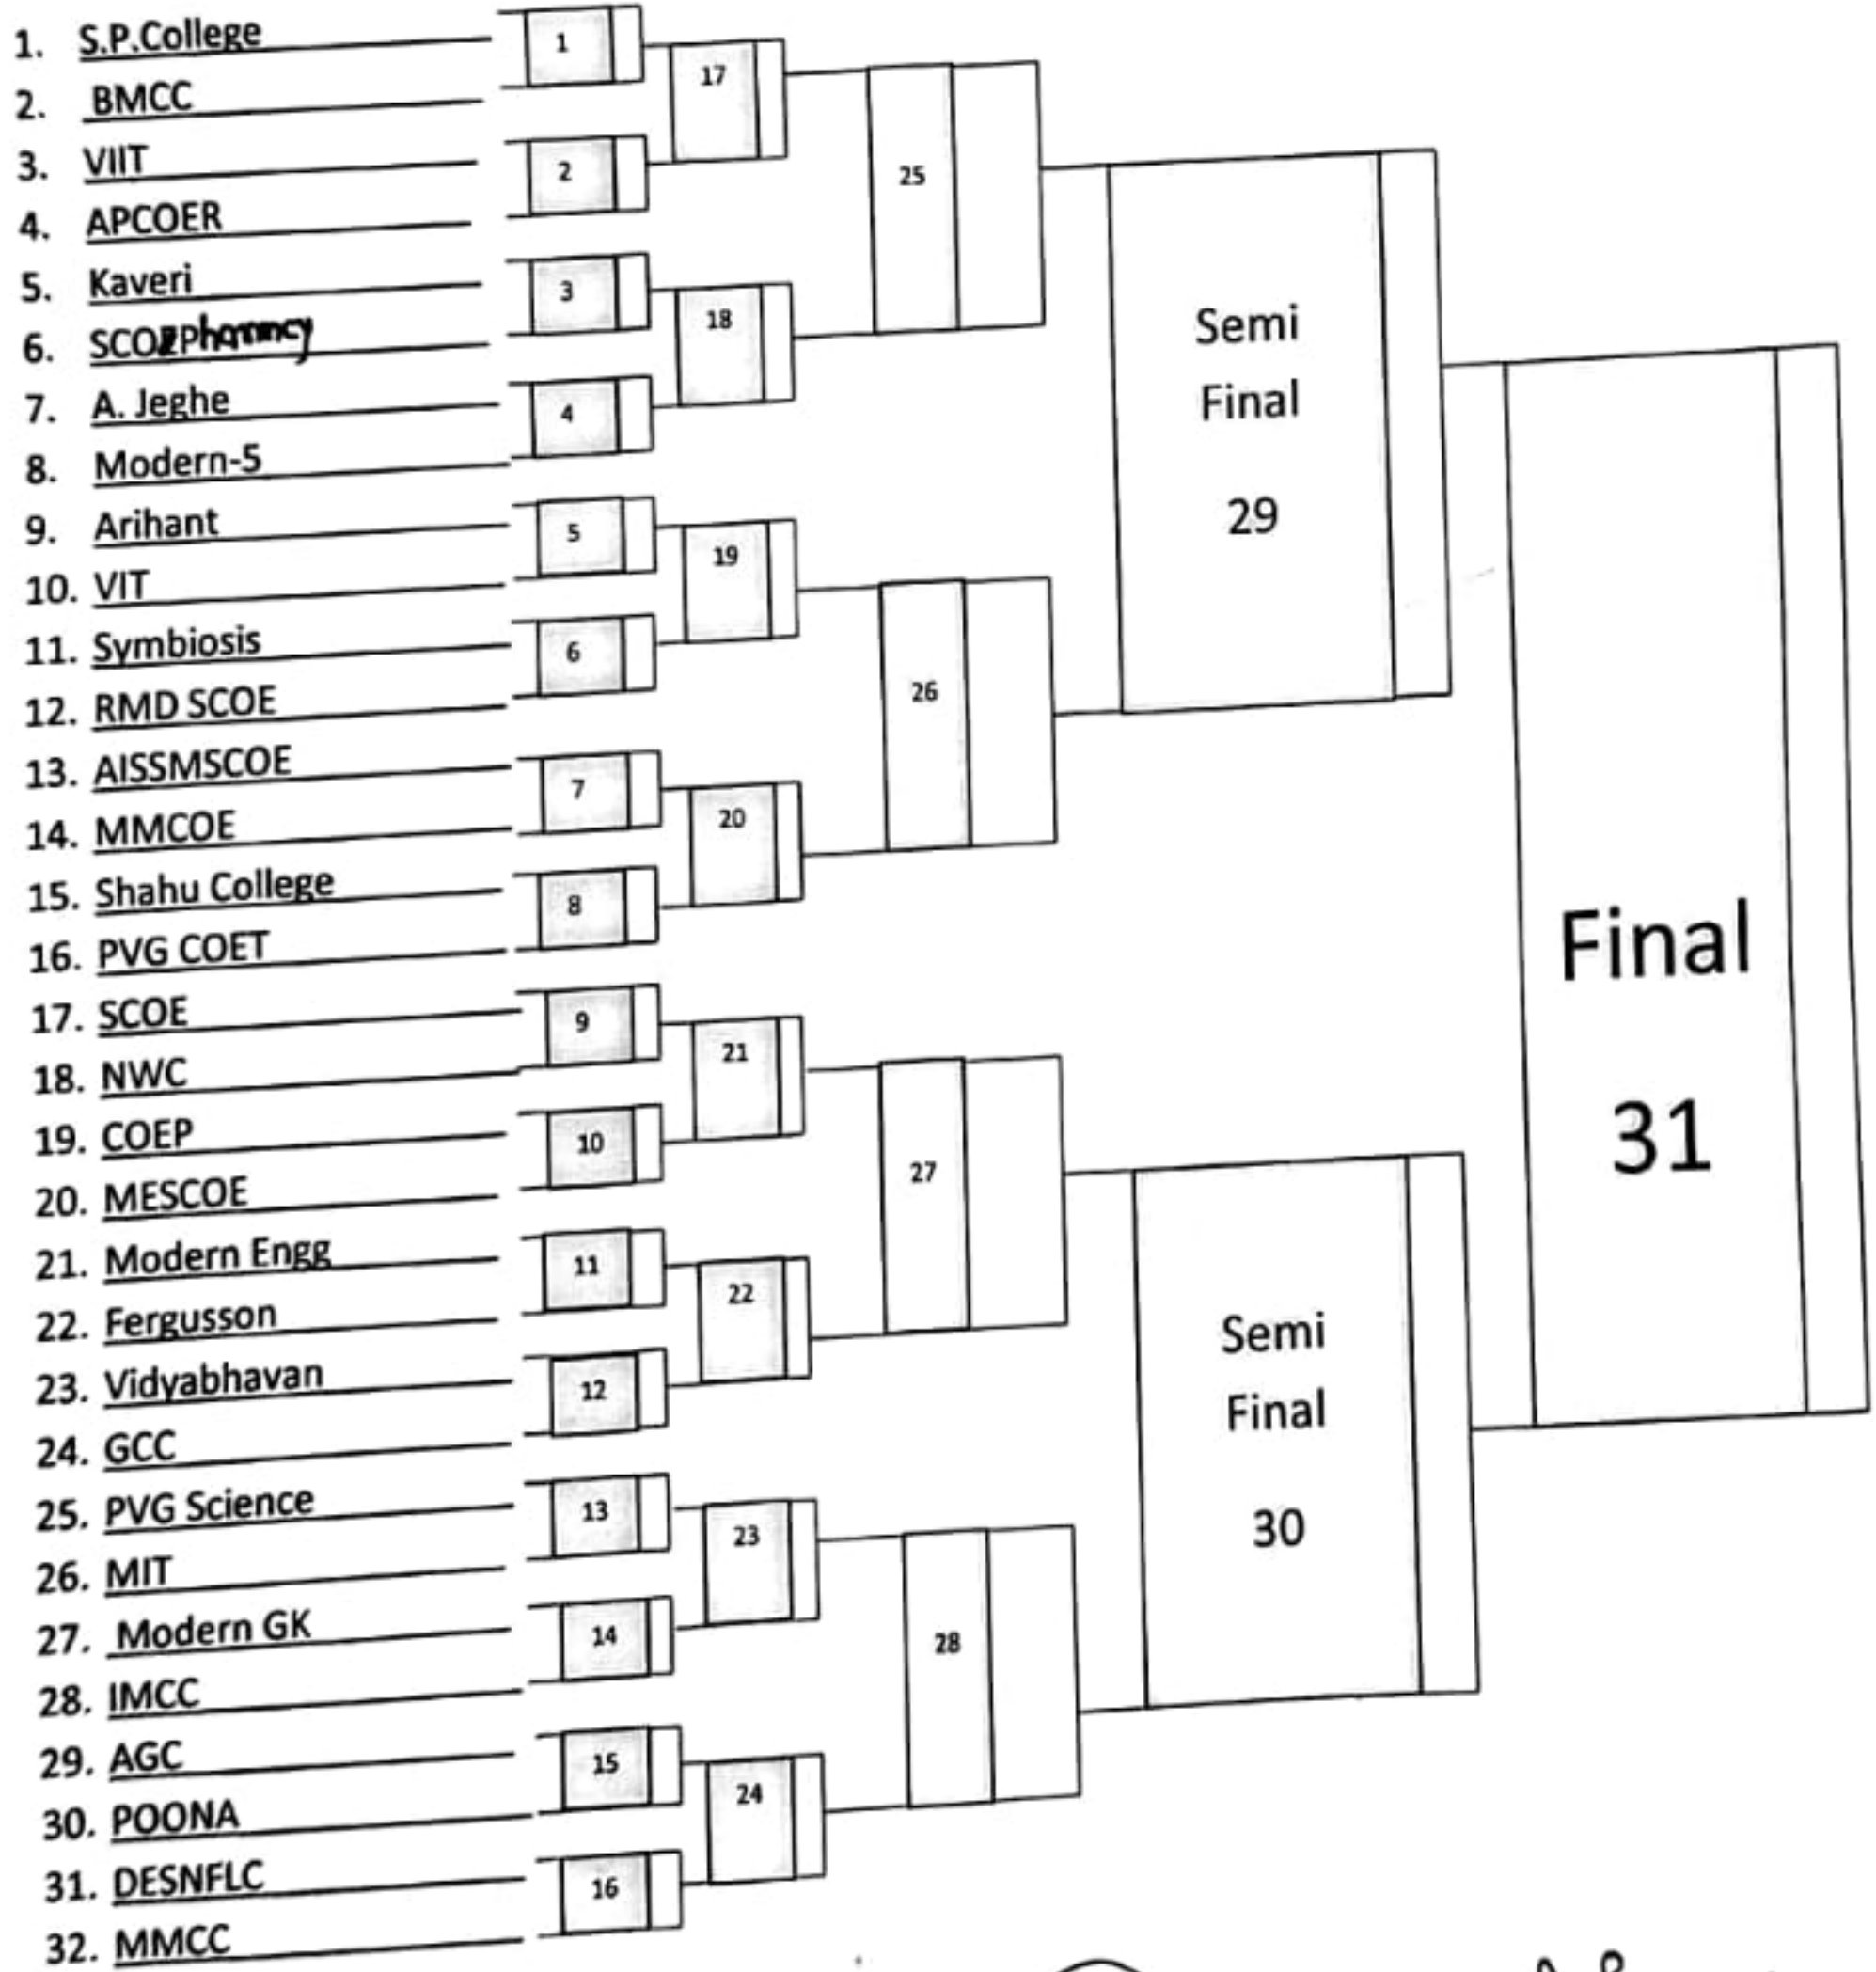 1. S.P.College
2. BMCC
3. VIIT
4. APCOER
5. Kaveri
6. SCOE Pharmacy
7. A. Jeghe
8. Modern-5
9. Arihant
10. VIT
11. Symbiosis
12. RMD SCOE
13. AISSMSCOE
14. MMCOE
15. Shahu College
16. PVG COET
17. SCOE
18. NWC
19. COEP
20. MESCOE
21. Modern Engg
22. Fergusson
23. Vidyabhavan
24. GCC
25. PVG Science
26. MIT
27. Modern GK
28. IMCC
29. AGC
30. POONA
31. DESNFLC
32. MMCC
1
2
3
4
5
6
7
8
9
10
11
12
13
14
15
16
17
18
19
20
21
22
23
24
25
26
27
28
Semi
Final
29
Semi
Final
30
Final
31